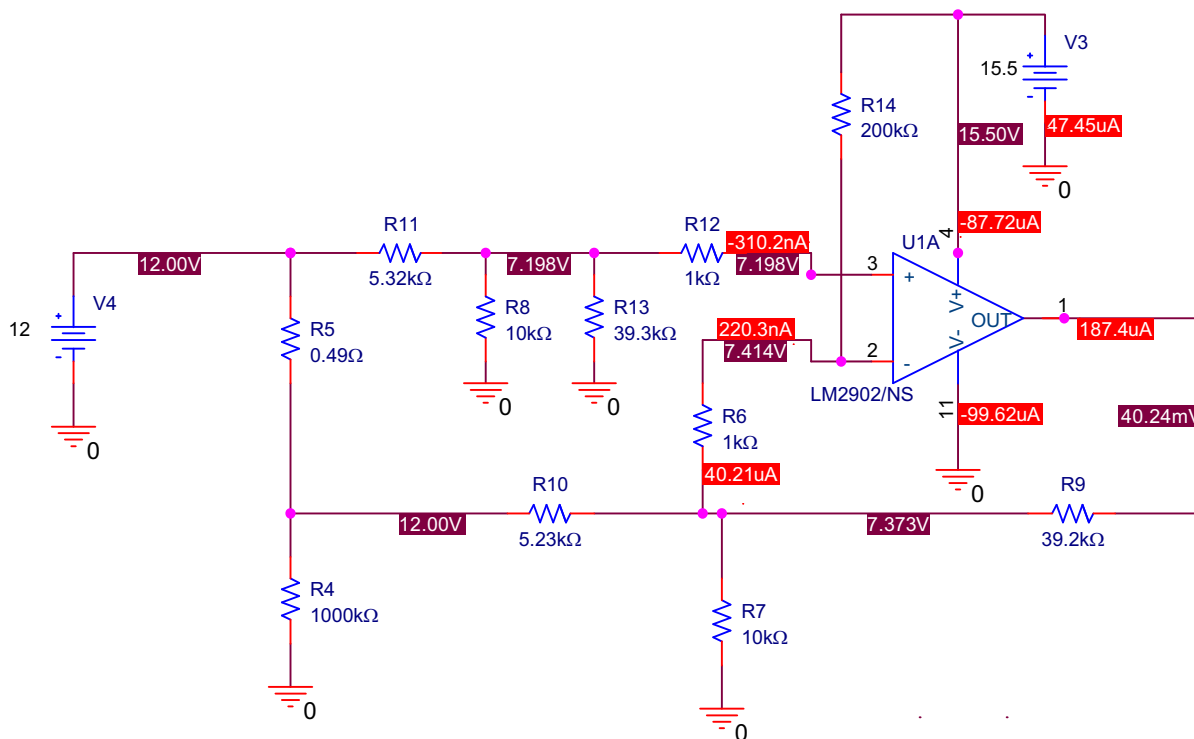 V3
15.5
R14
200kΩ
15.50V
47.45uA
0
R11
5.32kΩ
12.00V
7.198V
R12
1kΩ
-310.2nA
7.198V
-87.72uA
4
U1A
3
+
V+
OUT
V-
1
187.4uA
V4
12
R5
0.49Ω
R8
10kΩ
R13
39.3kΩ
220.3nA
7.414V
2
-
LM2902/NS
0
0
0
R6
1kΩ
40.21uA
11
-99.62uA
40.24mV
0
R10
5.23kΩ
12.00V
7.373V
R9
39.2kΩ
R4
1000kΩ
R7
10kΩ
0
0